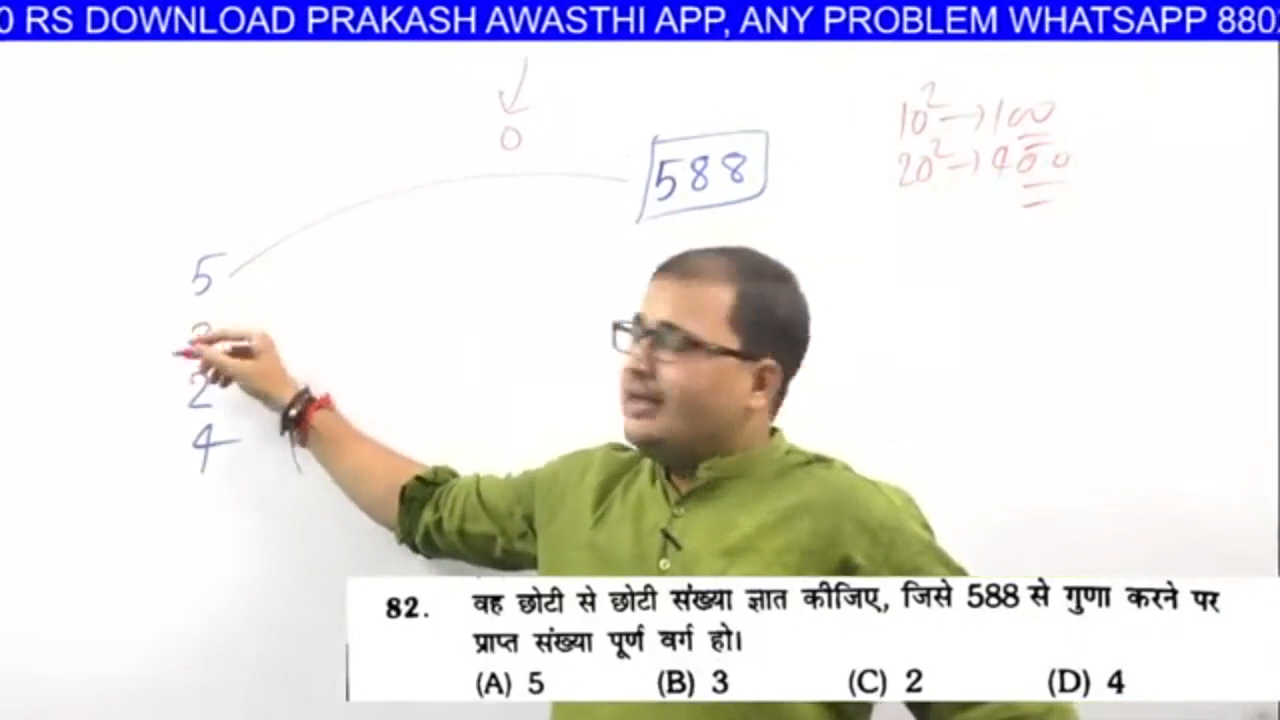 0 RS DOWNLOAD PRAKASH AWASTHI APP, ANY PROBLEM WHATSAPP 880
0
10² → 100
20² → 400
588
5
2
4
82. वह छोटी से छोटी संख्या ज्ञात कीजिए, जिसे 588 से गुणा करने पर
प्राप्त संख्या पूर्ण वर्ग हो।
(A) 5 (B) 3 (C) 2 (D) 4